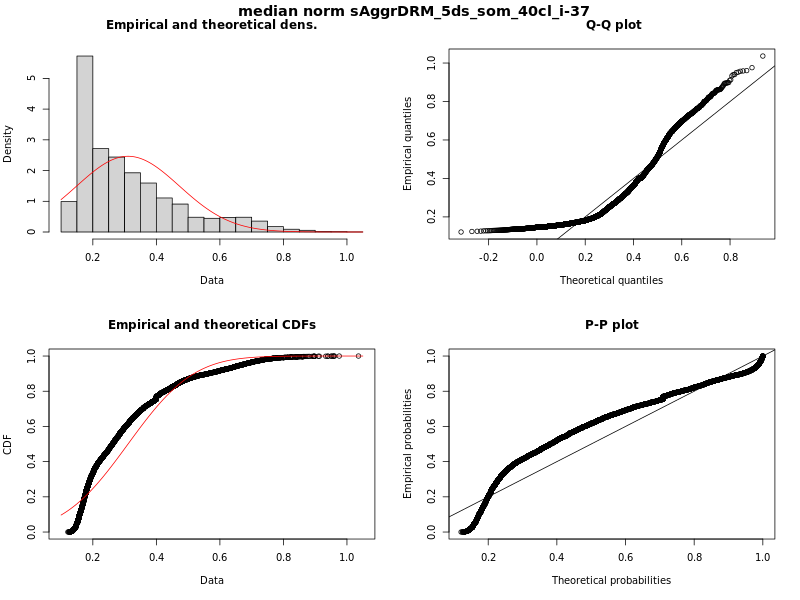 median norm sAggrDRM_5ds_som_40cl_i-37
Empirical and theoretical dens.
Density
0 1 2 3 4 5
0.2 0.4 0.6 0.8 1.0
Data
Q-Q plot
Empirical quantiles
0.2 0.4 0.6 0.8 1.0
-0.2 0.0 0.2 0.4 0.6 0.8
Theoretical quantiles
Empirical and theoretical CDFs
CDF
0.0 0.2 0.4 0.6 0.8 1.0
0.2 0.4 0.6 0.8 1.0
Data
P-P plot
Empirical probabilities
0.0 0.2 0.4 0.6 0.8 1.0
0.2 0.4 0.6 0.8 1.0
Theoretical probabilities